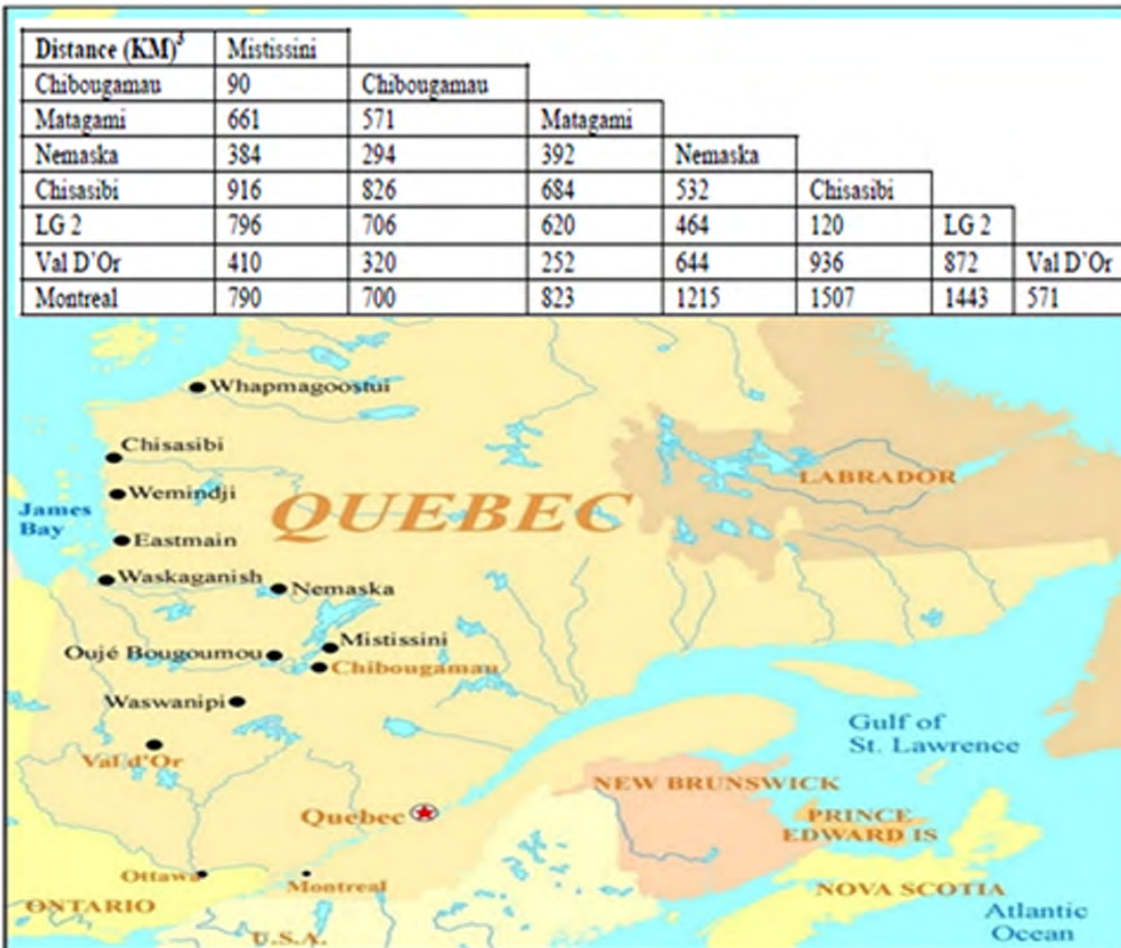 Distance (KM)³ Mistissini
Chibougamau 90 Chibougamau
Matagami 661 571 Matagami
Nemaska 384 294 392 Nemaska
Chisasibi 916 826 684 532 Chisasibi
LG 2 796 706 620 464 120 LG 2
Val D'Or 410 320 252 644 936 872 Val D'Or
Montreal 790 700 823 1215 1507 1443 571
Whapmagoostui
Chisasibi
Wemindji
James
Bay
QUEBEC
LABRADOR
Eastmain
Waskaganish
Nemaska
Mistissini
Oujé Bougoumou
Chibougamau
Waswanipi
Val d'Or
Gulf of
St. Lawrence
NEW BRUNSWICK
Quebec
PRINCE
EDWARD IS
Ottawa
Montreal
NOVA SCOTIA
ONTARIO
Atlantic
Ocean
U.S.A.